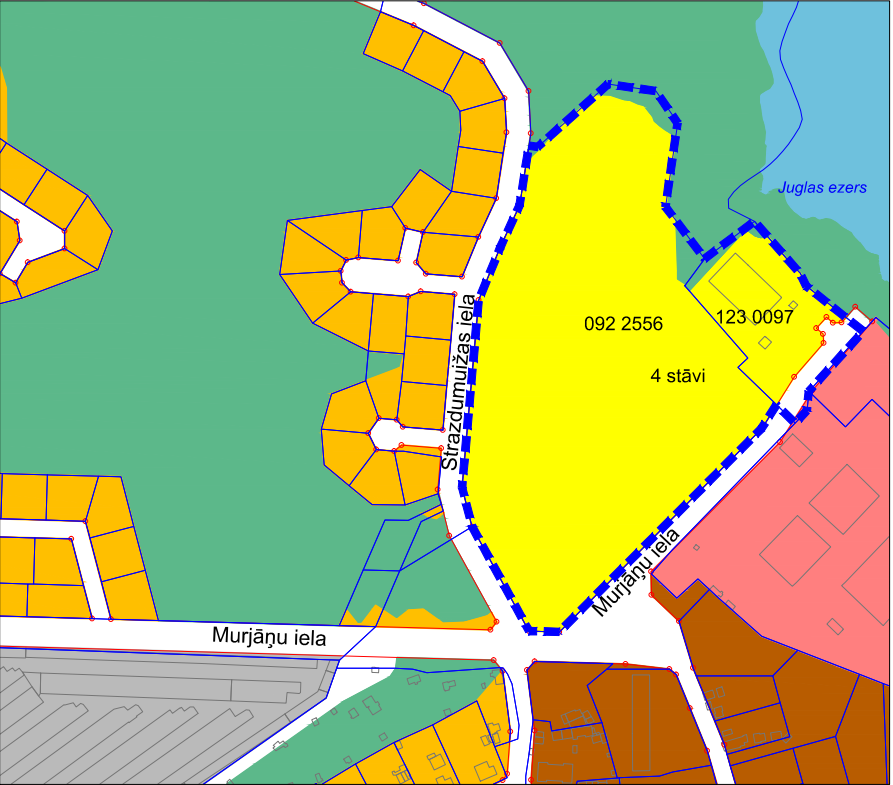 Juglas ezers
092 2556
123 0097
4 stāvi
Strazdumuižas iela
Murjāņu iela
Murjāņu iela